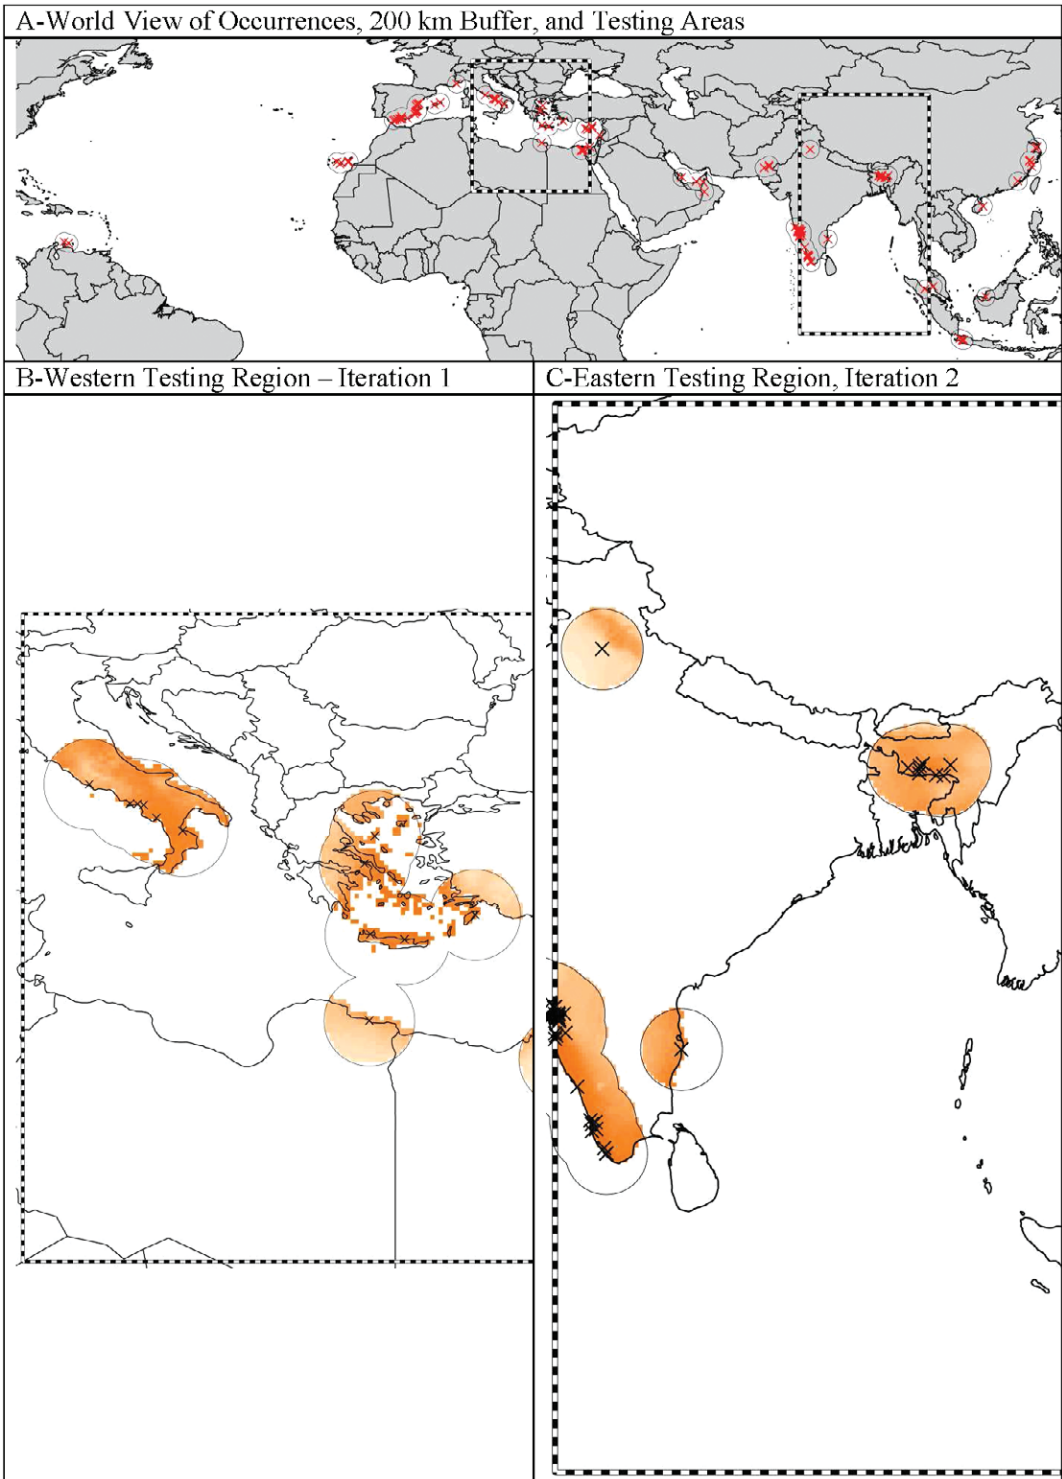 A-World View of Occurrences, 200 km Buffer, and Testing Areas
B-Western Testing Region – Iteration 1
C-Eastern Testing Region, Iteration 2